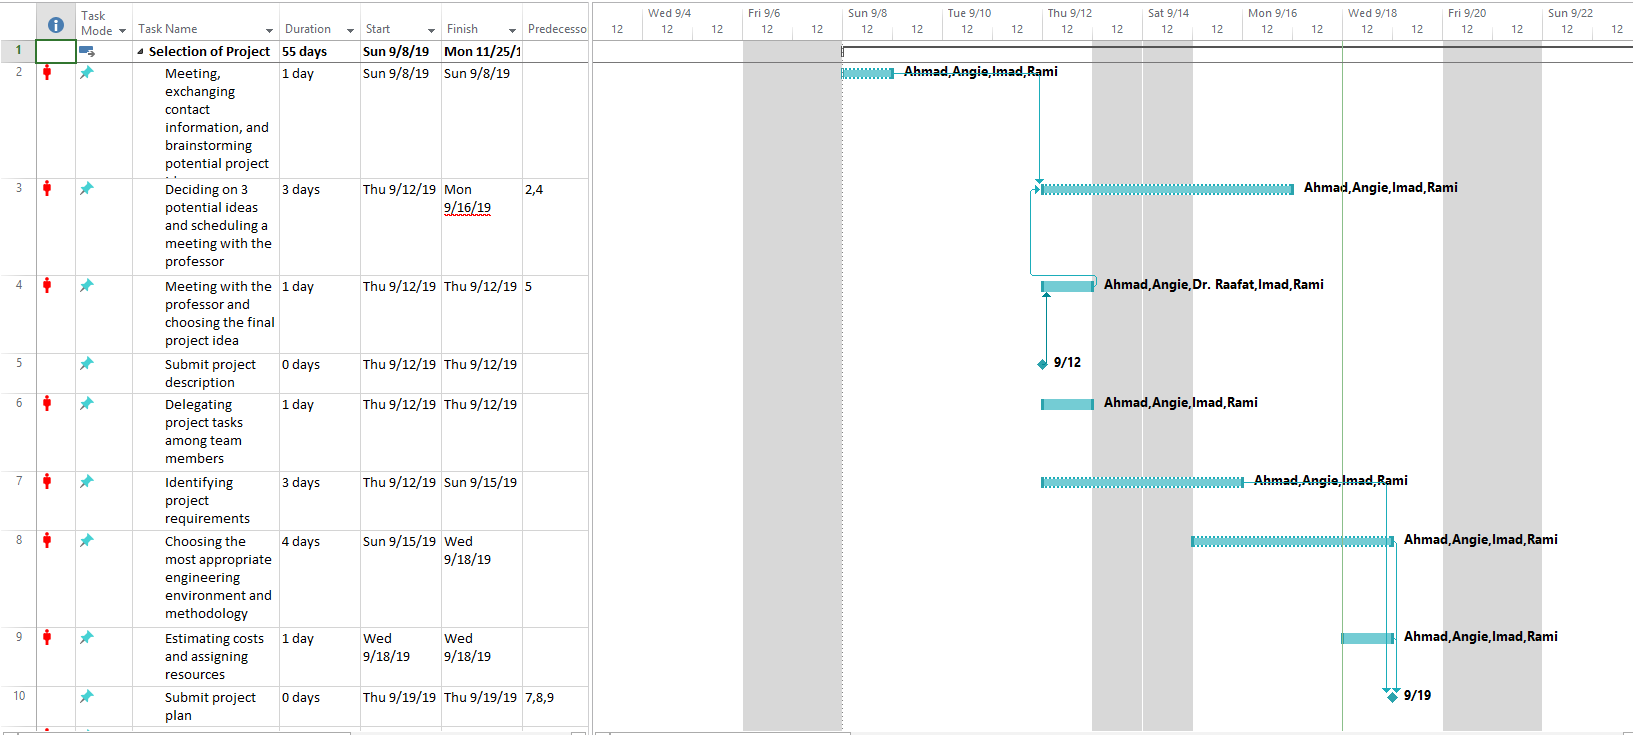 Task
Mode Task Name Duration Start Finish Predecesso
Wed 9/4 Fri 9/6 Sun 9/8 Tue 9/10 Thu 9/12 Sat 9/14 Mon 9/16 Wed 9/18 Fri 9/20 Sun 9/22
12 12 12 12 12 12 12 12 12 12 12 12 12 12 12 12 12 12 12 12 12
1 Selection of Project 55 days Sun 9/8/19 Mon 11/25/1
2 Meeting, 1 day Sun 9/8/19 Sun 9/8/19 Ahmad,Angie,Imad,Rami
exchanging
contact
information, and
brainstorming
potential project
3 Deciding on 3 3 days Thu 9/12/19 Mon 2,4 Ahmad,Angie,Imad,Rami
potential ideas 9/16/19
and scheduling a
meeting with the
professor
4 Meeting with the 1 day Thu 9/12/19 Thu 9/12/19 5 Ahmad,Angie,Dr. Raafat,Imad,Rami
professor and
choosing the final
project idea
5 Submit project 0 days Thu 9/12/19 Thu 9/12/19 9/12
description
6 Delegating 1 day Thu 9/12/19 Thu 9/12/19 Ahmad,Angie,Imad,Rami
project tasks
among team
members
7 Identifying 3 days Thu 9/12/19 Sun 9/15/19 Ahmad,Angie,Imad,Rami
project
requirements
8 Choosing the 4 days Sun 9/15/19 Wed Ahmad,Angie,Imad,Rami
most appropriate 9/18/19
engineering
environment and
methodology
9 Estimating costs 1 day Wed Wed Ahmad,Angie,Imad,Rami
and assigning 9/18/19 9/18/19
resources
10 Submit project 0 days Thu 9/19/19 Thu 9/19/19 7,8,9 9/19
plan